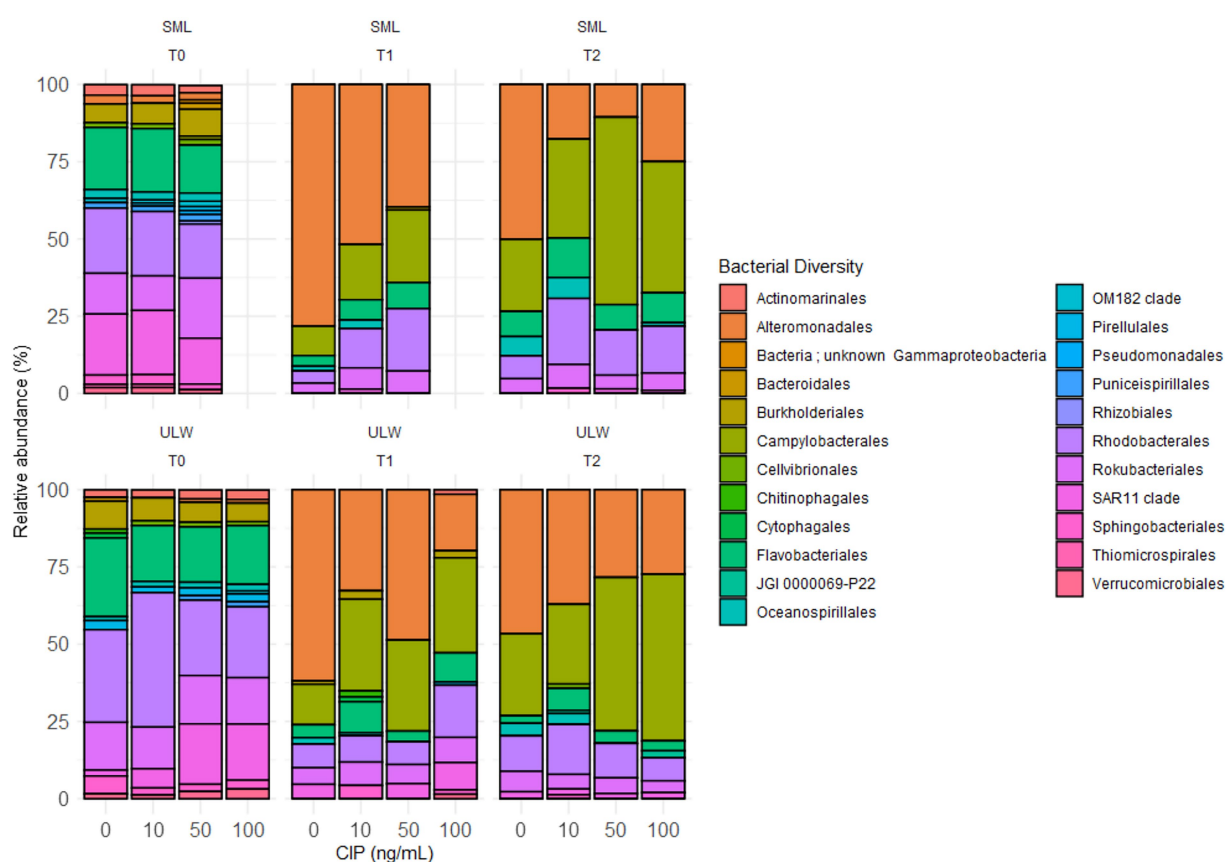 SML SML SML
T0 T1 T2
100
75
50
25
0
ULW ULW ULW
T0 T1 T2
100
75
50
25
0
0 10 50 100 0 10 50 100 0 10 50 100
CIP (ng/mL)
Relative abundance (%)
Bacterial Diversity
Actinomarinales
Alteromonadales
Bacteria ; unknown Gammaproteobacteria
Bacteroidales
Burkholderiales
Campylobacterales
Cellvibrionales
Chitinophagales
Cytophagales
Flavobacteriales
JGI 0000069-P22
Oceanospirillales
OM182 clade
Pirellulales
Pseudomonadales
Puniceispirillales
Rhizobiales
Rhodobacterales
Rokubacteriales
SAR11 clade
Sphingobacteriales
Thiomicrospirales
Verrucomicrobiales